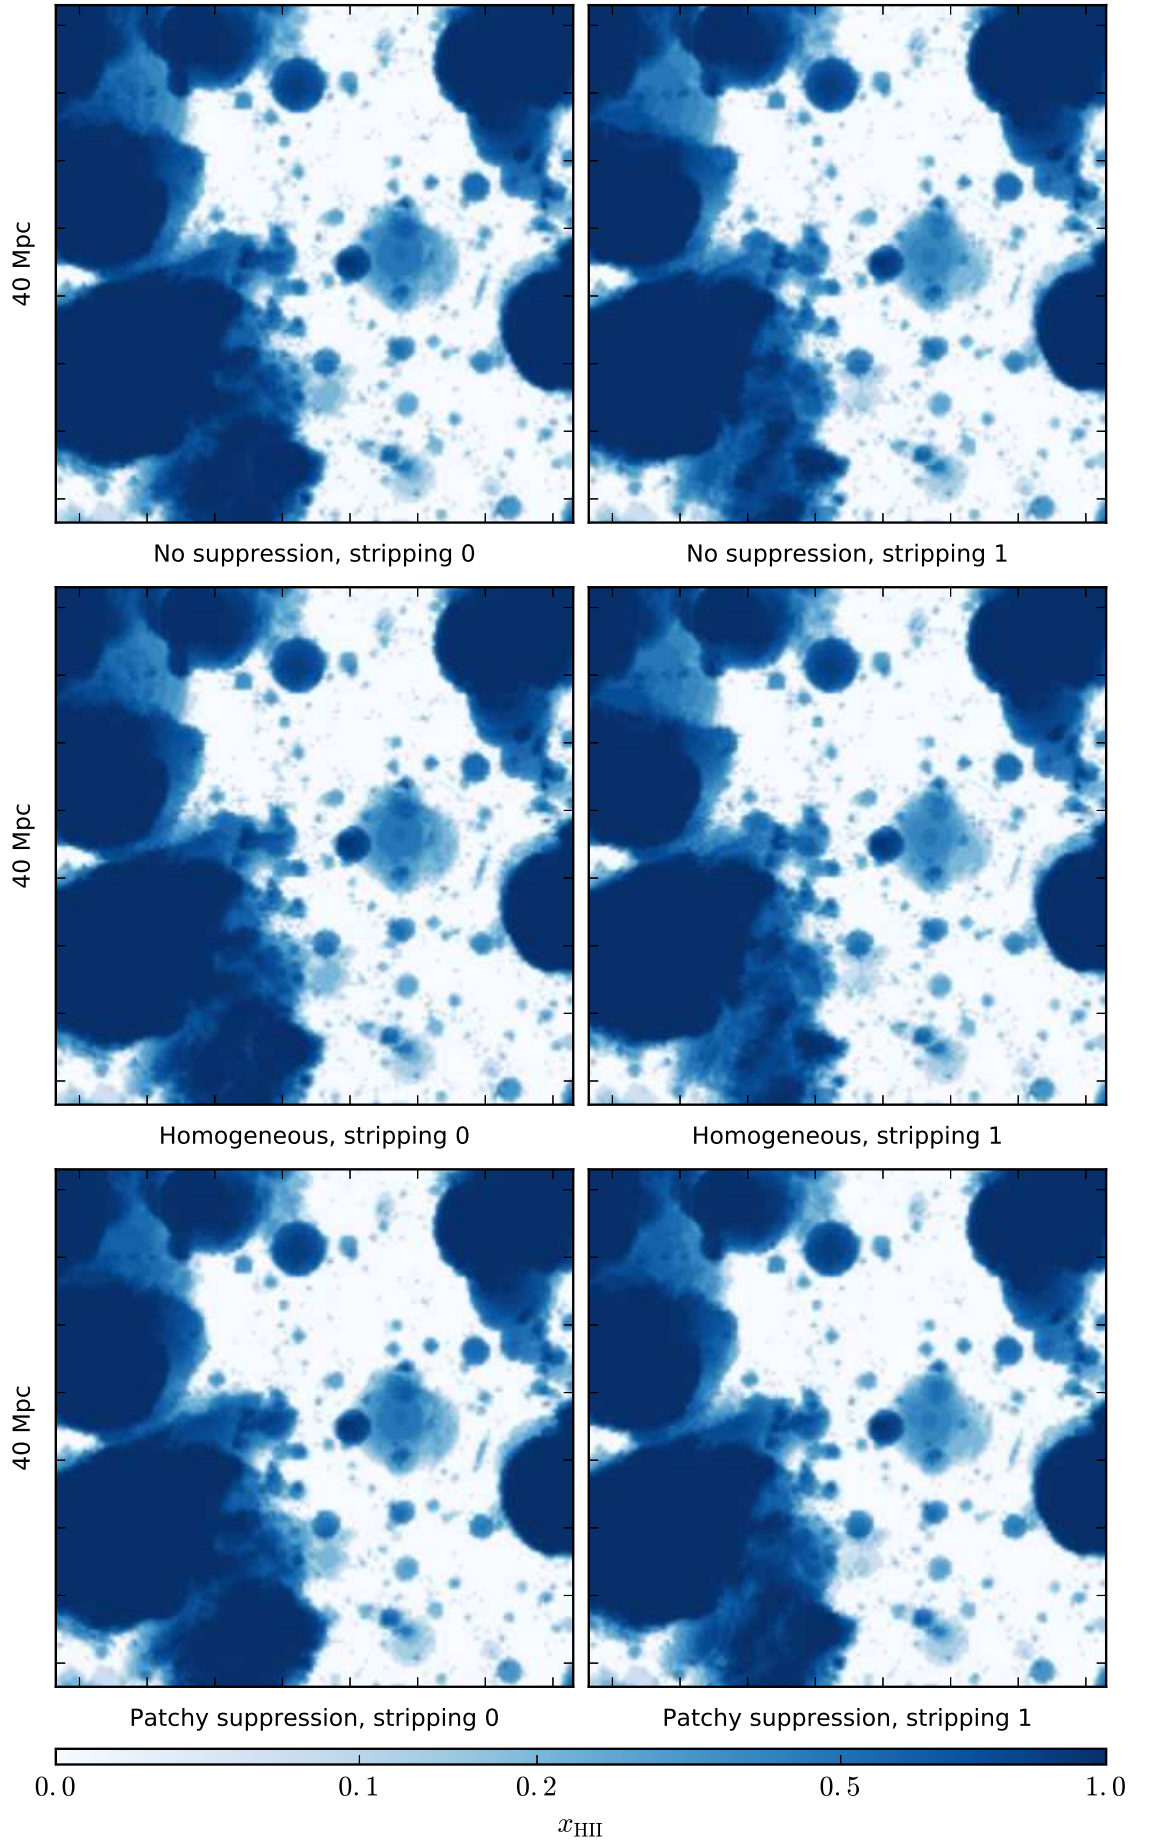 40 Mpc
No suppression, stripping 0
No suppression, stripping 1
40 Mpc
Homogeneous, stripping 0
Homogeneous, stripping 1
40 Mpc
Patchy suppression, stripping 0
Patchy suppression, stripping 1
0.0 0.1 0.2 0.5 1.0
xHII